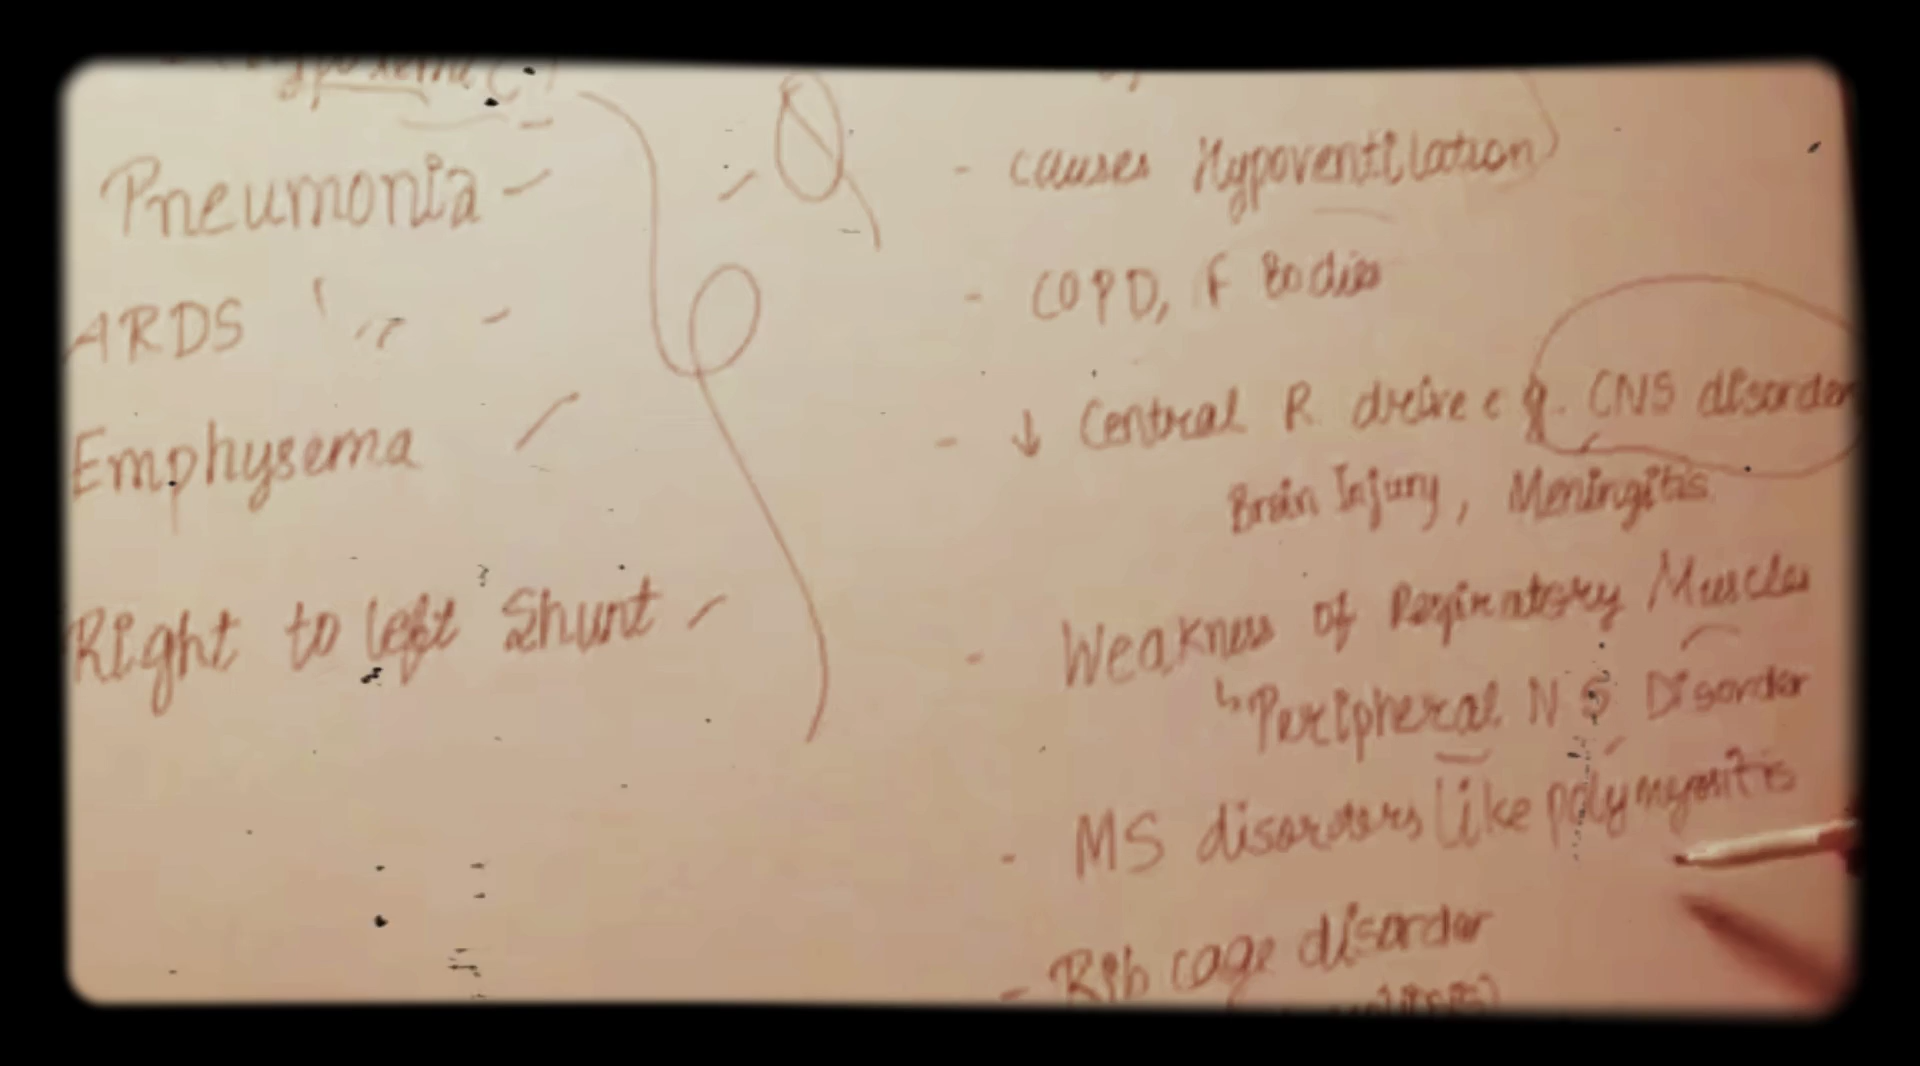 Pneumonia -
ARDS
Emphysema
Right to left Shunt -
- causes Hypoventilation
- COPD, F Bodies
- ↓ Central R. drive e g. CNS disorder
Brain Injury, Meningitis
- Weakness of Respiratory Muscles
↳ Peripheral N S Disorder
- MS disorders like polymyositis
- Rib cage disorder